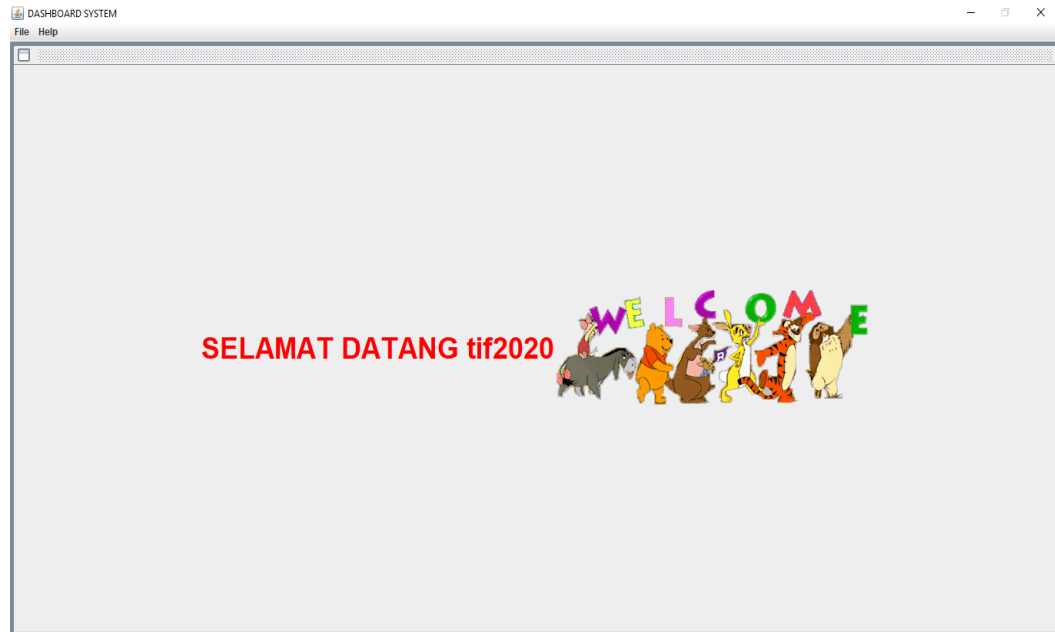 DASHBOARD SYSTEM
File Help
SELAMAT DATANG tif2020
WELCOME
R